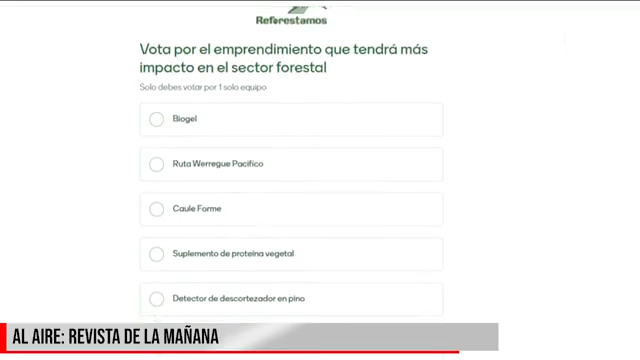 Reforestamos
Vota por el emprendimiento que tendrá más
impacto en el sector forestal
Solo debes votar por 1 solo equipo
Biogel
Ruta Werregue Pacífico
Caule Forme
Suplemento de proteína vegetal
Detector de descortezador en pino
AL AIRE: REVISTA DE LA MAÑANA